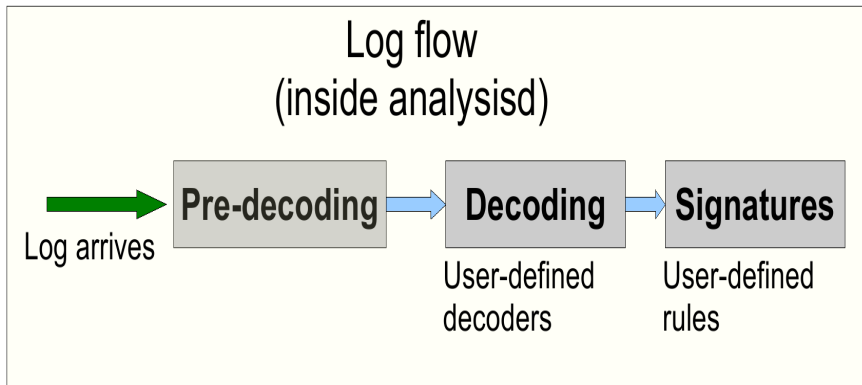 Log flow
(inside analysisd)
Log arrives
Pre-decoding
Decoding
User-defined
decoders
Signatures
User-defined
rules